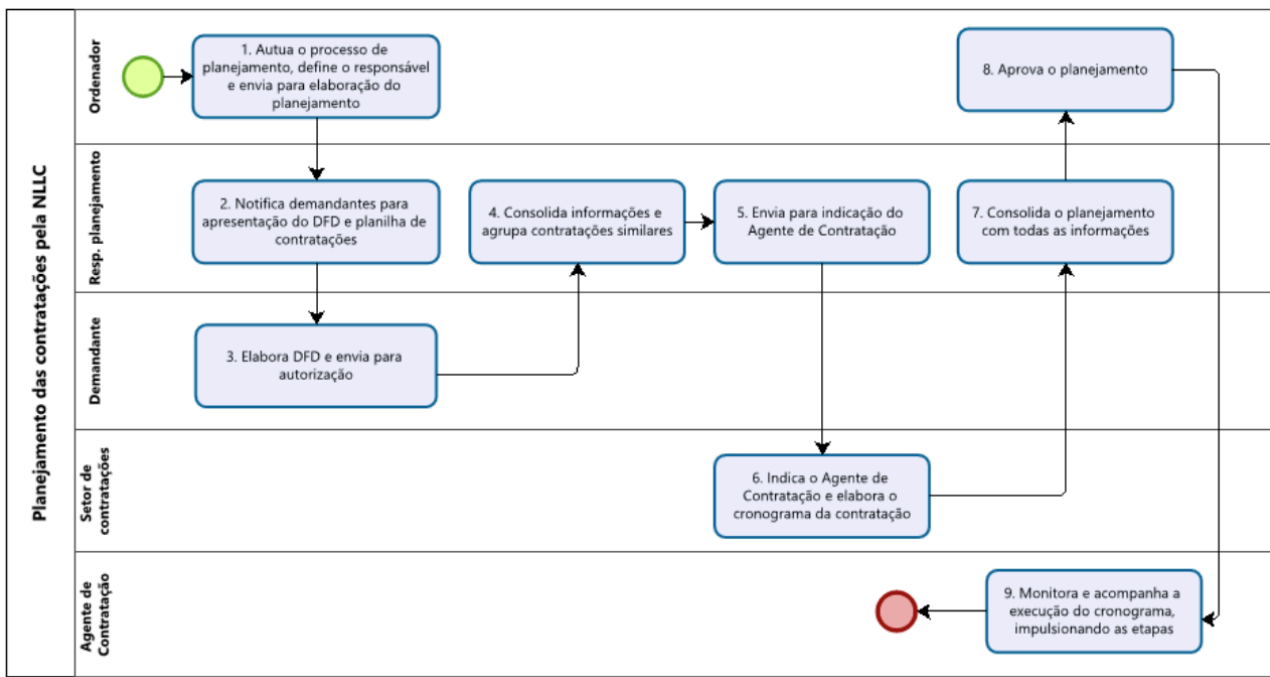 Planejamento das contratações pela NLLC
Ordenador
1. Autua o processo de
planejamento, define o responsável
e envia para elaboração do
planejamento
8. Aprova o planejamento
Resp. planejamento
2. Notifica demandantes para
apresentação do DFD e planilha de
contratações
4. Consolida informações e
agrupa contratações similares
5. Envia para indicação do
Agente de Contratação
7. Consolida o planejamento
com todas as informações
Demandante
3. Elabora DFD e envia para
autorização
Setor de
contratações
6. Indica o Agente de
Contratação e elabora o
cronograma da contratação
Agente de
Contratação
9. Monitora e acompanha a
execução do cronograma,
impulsionando as etapas